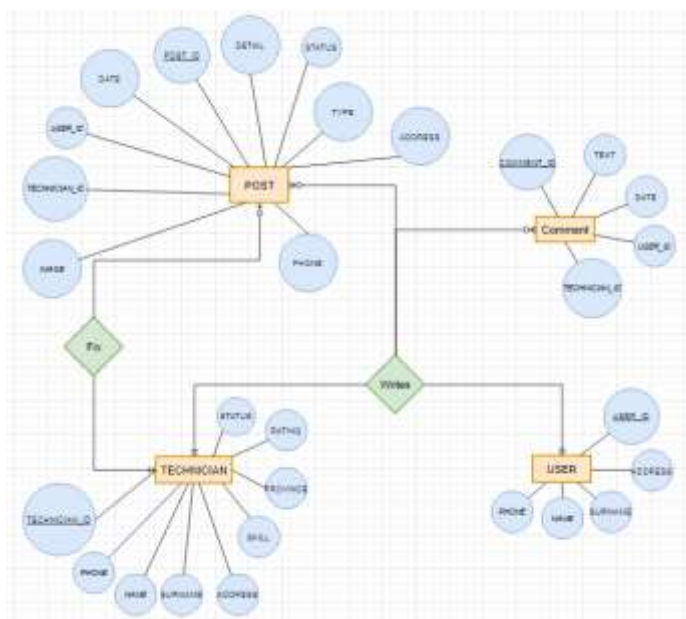 DETAIL
STATUS
POST_ID
DATE
TYPE
USER_ID
ADDRESS
TECHNICIAN_ID
POST
IMAGE
PHONE
COMMENT_ID
TEXT
DATE
Comment
USER_ID
TECHNICIAN_ID
Fix
Writes
STATUS
RATING
TECHNICIAN
PROVINCE
TECHNICIAN_ID
SKILL
PHONE
NAME
SURNAME
ADDRESS
USER_ID
USER
ADDRESS
PHONE
NAME
SURNAME